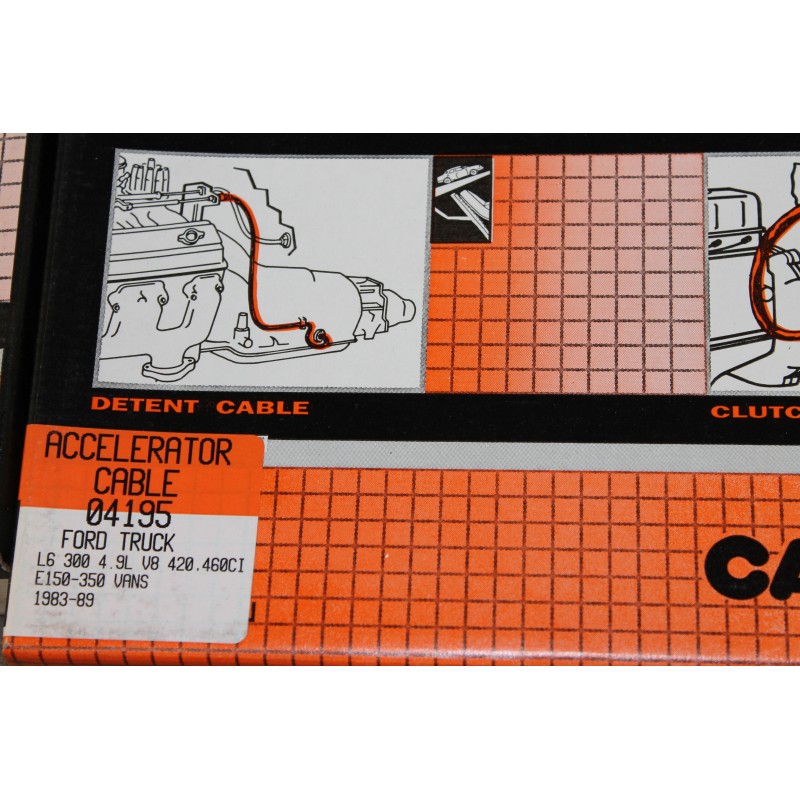 DETENT CABLE
CLUTC
ACCELERATOR
CABLE
04195
FORD TRUCK
L6 300 4.9L V8 420.460CI
E150-350 VANS
1983-89
CA